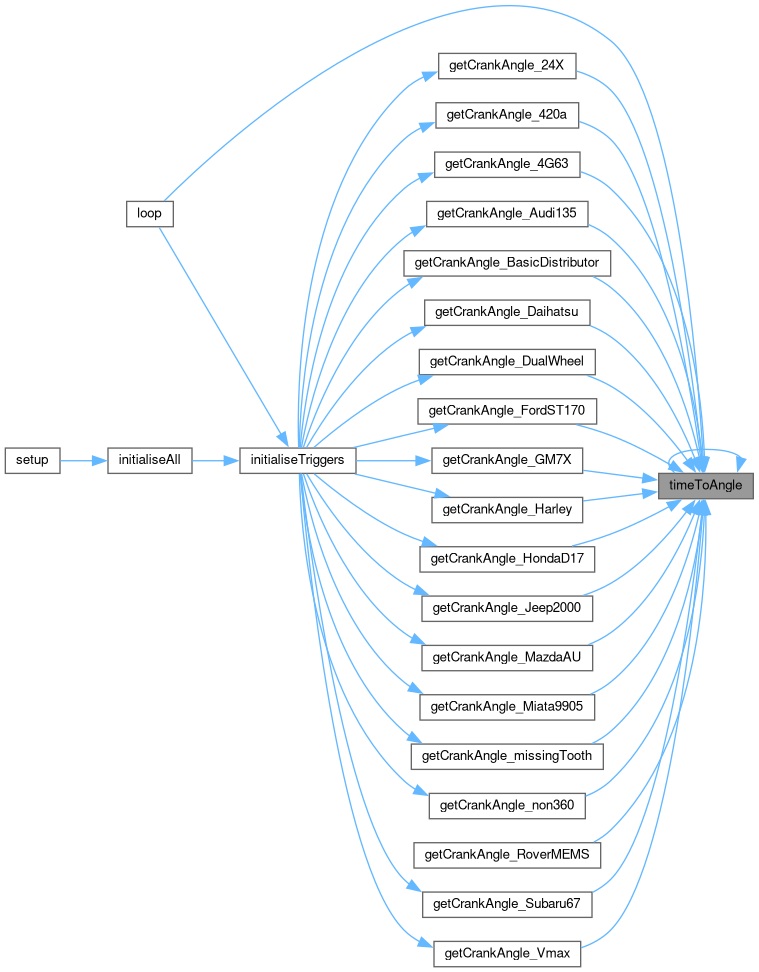 getCrankAngle_24X
getCrankAngle_420a
getCrankAngle_4G63
loop
getCrankAngle_Audi135
getCrankAngle_BasicDistributor
getCrankAngle_Daihatsu
getCrankAngle_DualWheel
getCrankAngle_FordST170
setup
initialiseAll
initialiseTriggers
getCrankAngle_GM7X
timeToAngle
getCrankAngle_Harley
getCrankAngle_HondaD17
getCrankAngle_Jeep2000
getCrankAngle_MazdaAU
getCrankAngle_Miata9905
getCrankAngle_missingTooth
getCrankAngle_non360
getCrankAngle_RoverMEMS
getCrankAngle_Subaru67
getCrankAngle_Vmax